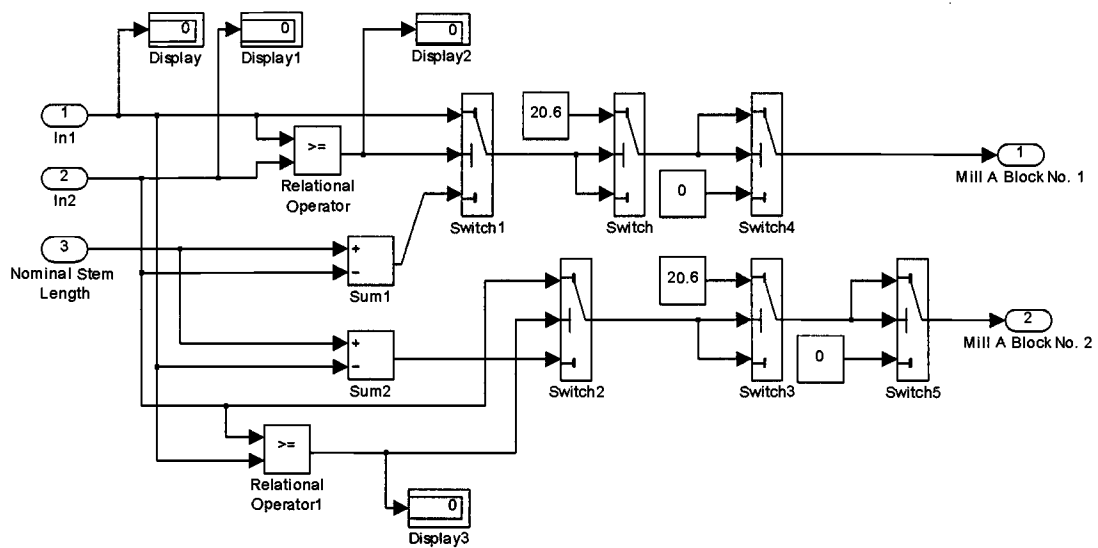 0
Display
0
Display1
0
Display2
1
In1
2
In2
3
Nominal Stem
Length
>=
Relational
Operator
+
−
Sum1
+
−
Sum2
>=
Relational
Operator1
0
Display3
Switch1
20.6
Switch
0
Switch4
1
Mill A Block No. 1
Switch2
20.6
Switch3
0
Switch5
2
Mill A Block No. 2